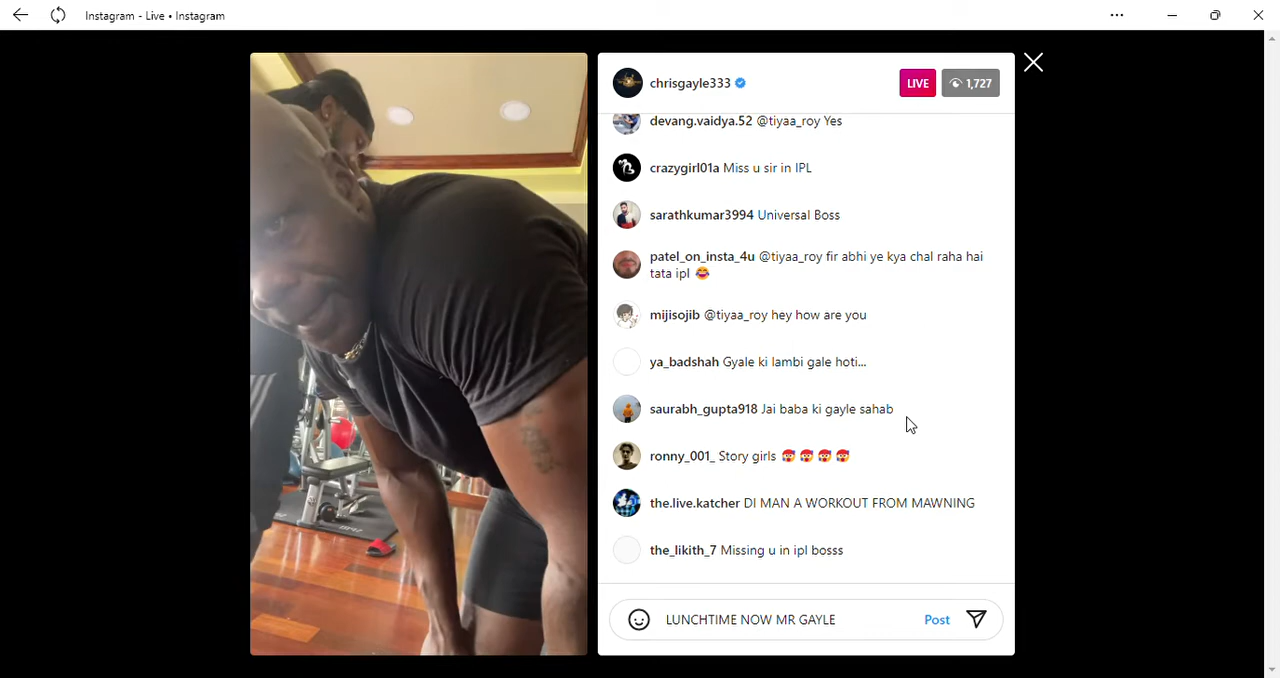 Instagram - Live • Instagram
chrisgayle333
LIVE
1,727
devang.vaidya.52 @tiyaa_roy Yes
crazygirl01a Miss u sir in IPL
sarathkumar3994 Universal Boss
patel_on_insta_4u @tiyaa_roy fir abhi ye kya chal raha hai
tata ipl 😂
mijisojib @tiyaa_roy hey how are you
ya_badshah Gyale ki lambi gale hoti...
saurabh_gupta918 Jai baba ki gayle sahab
ronny_001_ Story girls 🥰 🥰 🥰 🥰
the.live.katcher DI MAN A WORKOUT FROM MAWNING
the_likith_7 Missing u in ipl bosss
LUNCHTIME NOW MR GAYLE
Post